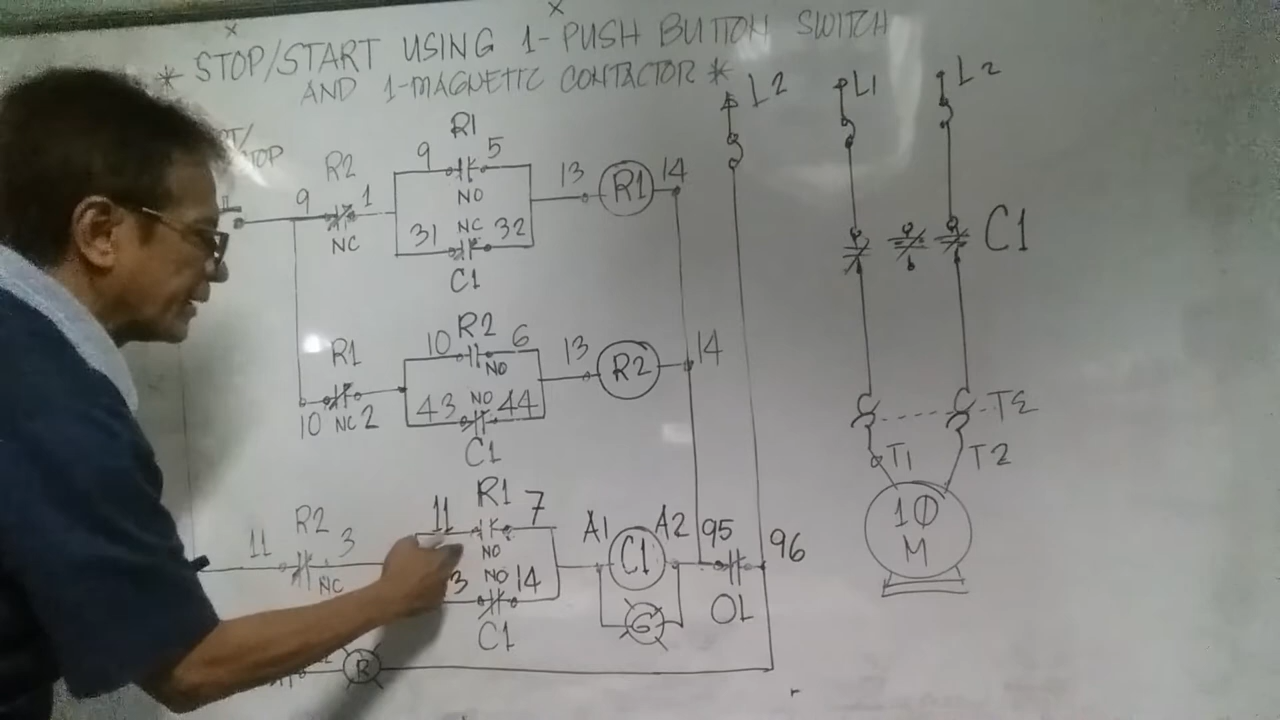 * STOP/START USING 1-PUSH BUTTON SWITCH
AND 1-MAGNETIC CONTACTOR *
L2
L1
L2
R1
9 5
NO
R2
9 1
NC
NC
31 32
C1
13 R1 14
C1
R2
10 6
NO
R1
10 NC 2
NO
43 44
C1
13 R2 14
T1 T2
1Φ
M
R1
11 7
NO
R2
11 3
NC
NO
14
C1
A1 C1 A2 95 96
G
OL
R